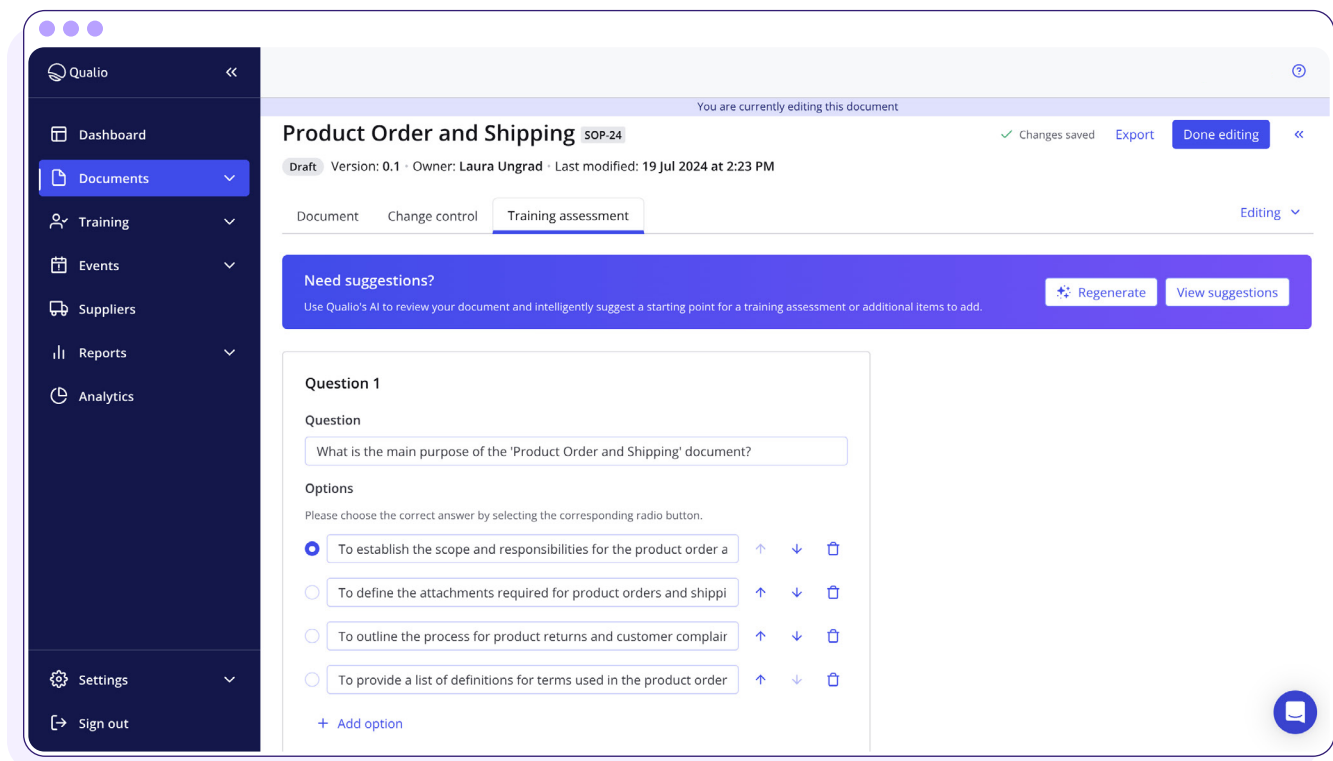 Qualio
You are currently editing this document
Dashboard
Documents
Training
Events
Suppliers
Reports
Analytics
Settings
Sign out
Product Order and Shipping SOP-24
Changes saved Export Done editing
Draft Version: 0.1 · Owner: Laura Ungrad · Last modified: 19 Jul 2024 at 2:23 PM
Document Change control Training assessment Editing
Need suggestions?
Use Qualio's AI to review your document and intelligently suggest a starting point for a training assessment or additional items to add.
Regenerate View suggestions
Question 1
Question
What is the main purpose of the 'Product Order and Shipping' document?
Options
Please choose the correct answer by selecting the corresponding radio button.
To establish the scope and responsibilities for the product order a
To define the attachments required for product orders and shippi
To outline the process for product returns and customer complair
To provide a list of definitions for terms used in the product order
+ Add option